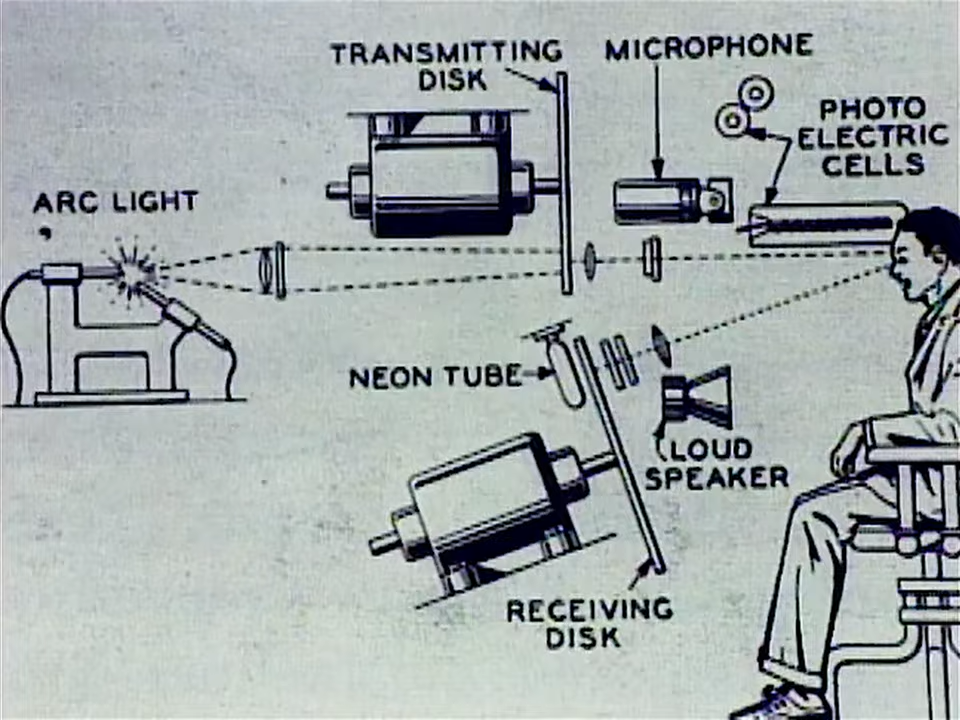 TRANSMITTING
DISK
MICROPHONE
PHOTO
ELECTRIC
CELLS
ARC LIGHT
NEON TUBE
LOUD
SPEAKER
RECEIVING
DISK